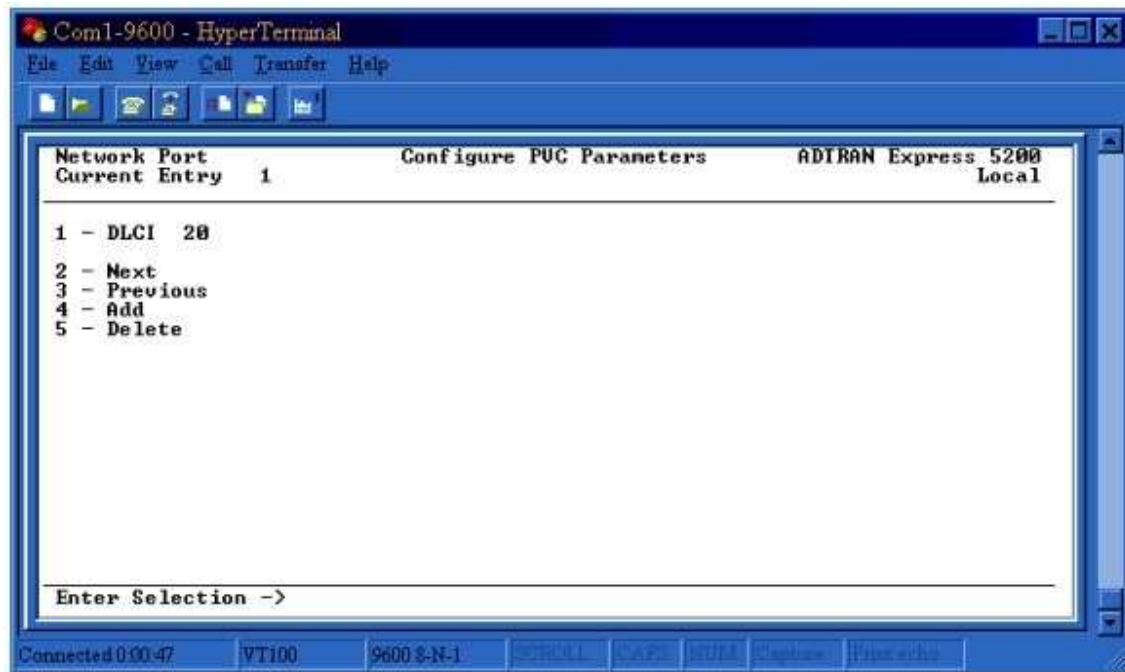 Com1-9600 - HyperTerminal
File Edit View Call Transfer Help
Network Port Configure PVC Parameters ADTRAN Express 5200
Current Entry 1 Local
1 - DLCI 20
2 - Next
3 - Previous
4 - Add
5 - Delete
Enter Selection ->
Connected 0:00:47 VT100 9600 8-N-1 SCROLL CAPS NUM Capture Print echo